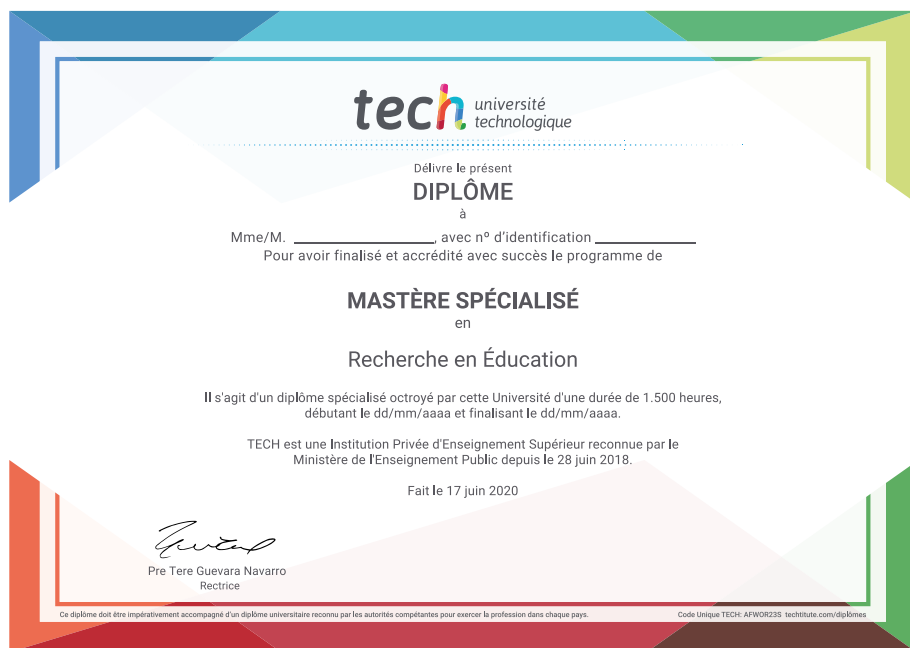 tech université
technologique
Délivre le présent
DIPLÔME
à
Mme/M. ____________, avec nº d'identification ____________
Pour avoir finalisé et accrédité avec succès le programme de
MASTÈRE SPÉCIALISÉ
en
Recherche en Éducation
Il s'agit d'un diplôme spécialisé octroyé par cette Université d'une durée de 1.500 heures,
débutant le dd/mm/aaaa et finalisant le dd/mm/aaaa.
TECH est une Institution Privée d'Enseignement Supérieur reconnue par le
Ministère de l'Enseignement Public depuis le 28 juin 2018.
Fait le 17 juin 2020
Pre Tere Guevara Navarro
Rectrice
Ce diplôme doit être impérativement accompagné d'un diplôme universitaire reconnu par les autorités compétentes pour exercer la profession dans chaque pays.
Code Unique TECH: AFWOR23S techtitute.com/diplômes